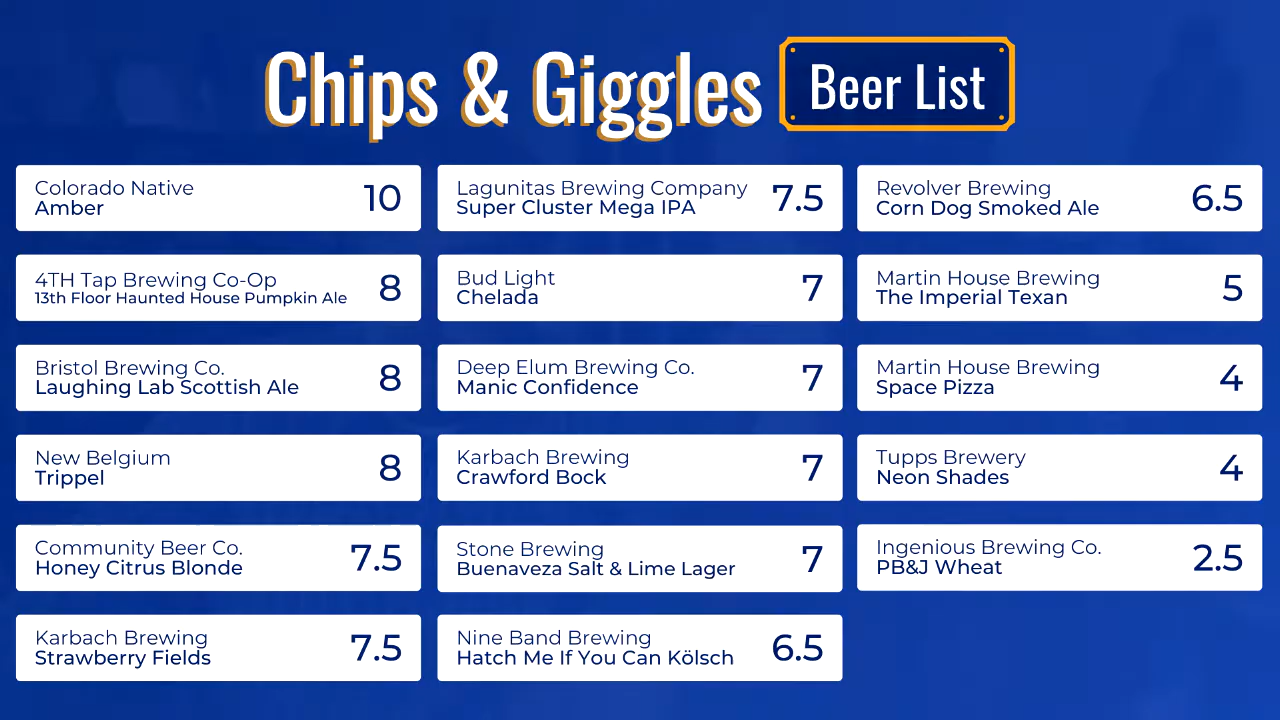 Chips & Giggles
Beer List
Colorado Native
Amber
10
4TH Tap Brewing Co-Op
13th Floor Haunted House Pumpkin Ale
8
Bristol Brewing Co.
Laughing Lab Scottish Ale
8
New Belgium
Trippel
8
Community Beer Co.
Honey Citrus Blonde
7.5
Karbach Brewing
Strawberry Fields
7.5
Lagunitas Brewing Company
Super Cluster Mega IPA
7.5
Bud Light
Chelada
7
Deep Elum Brewing Co.
Manic Confidence
7
Karbach Brewing
Crawford Bock
7
Stone Brewing
Buenaveza Salt & Lime Lager
7
Nine Band Brewing
Hatch Me If You Can Kölsch
6.5
Revolver Brewing
Corn Dog Smoked Ale
6.5
Martin House Brewing
The Imperial Texan
5
Martin House Brewing
Space Pizza
4
Tupps Brewery
Neon Shades
4
Ingenious Brewing Co.
PB&J Wheat
2.5